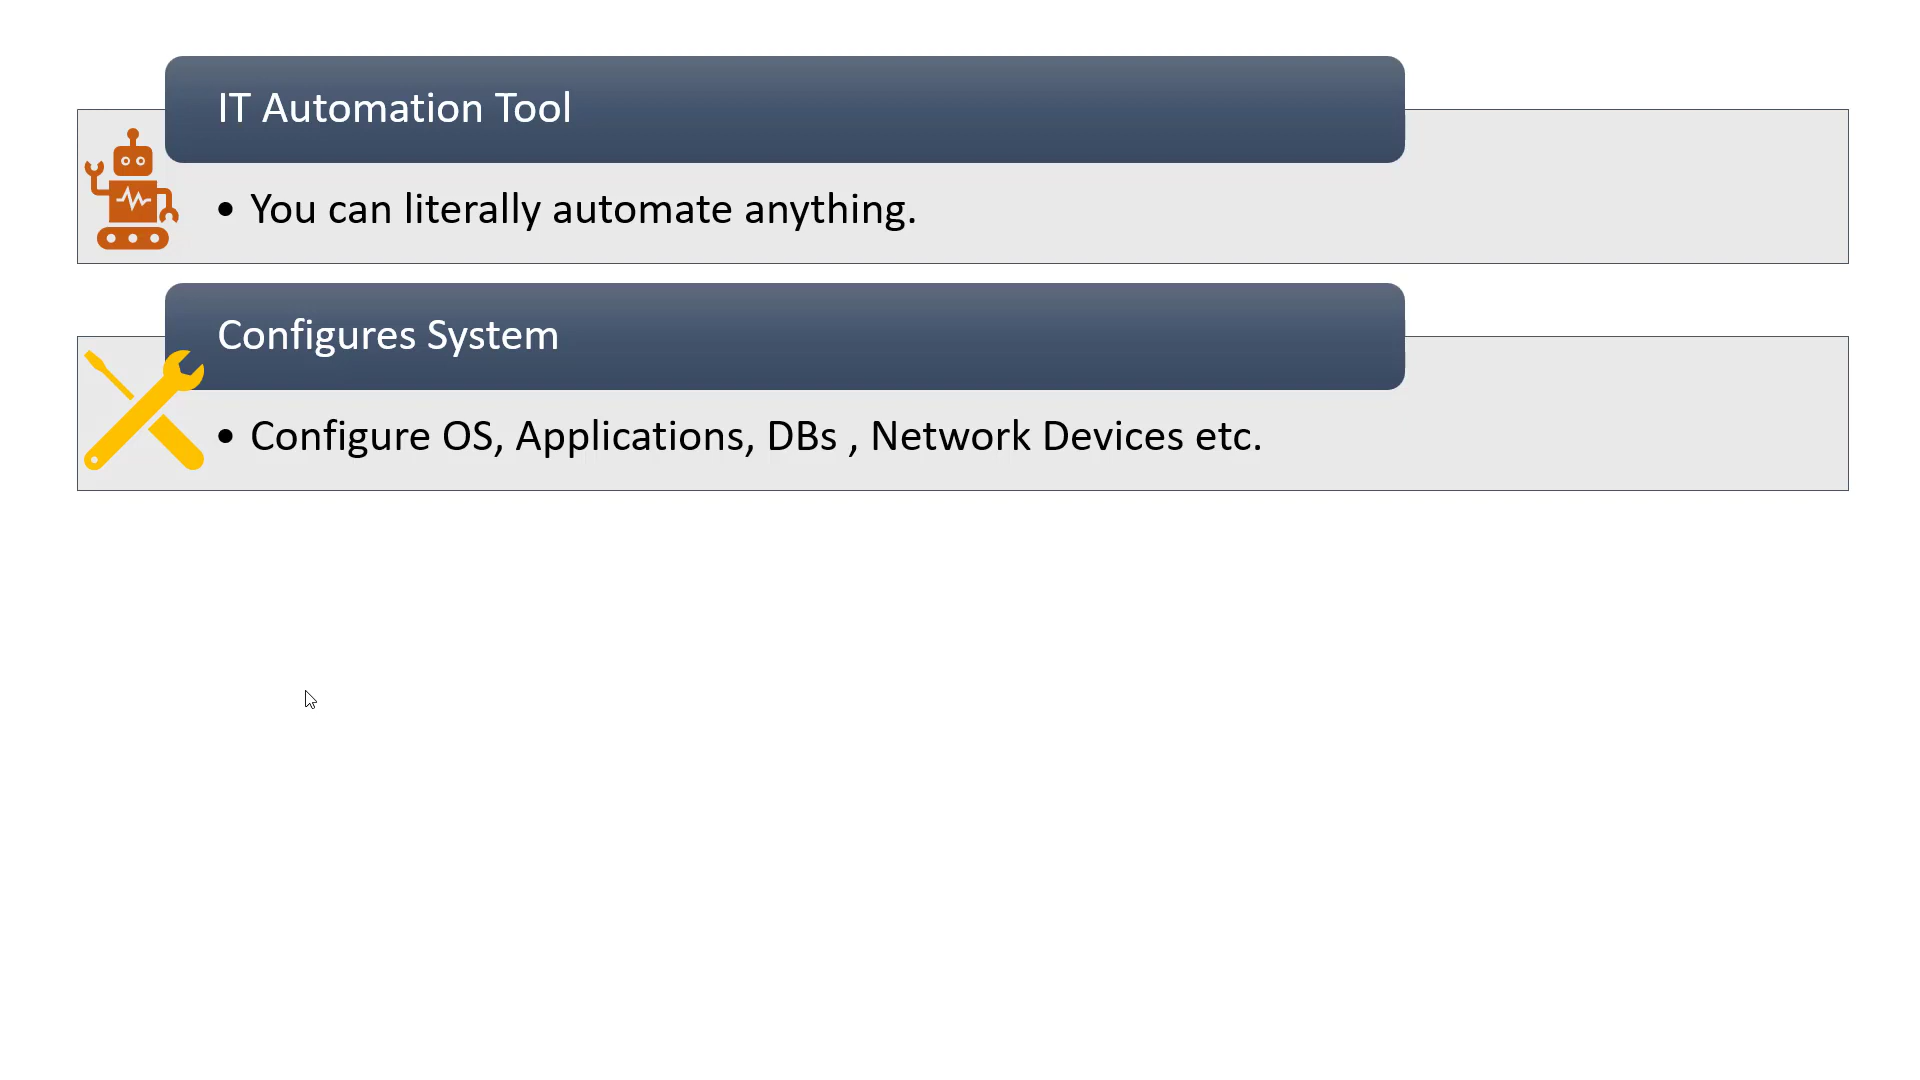 IT Automation Tool
• You can literally automate anything.
Configures System
• Configure OS, Applications, DBs , Network Devices etc.